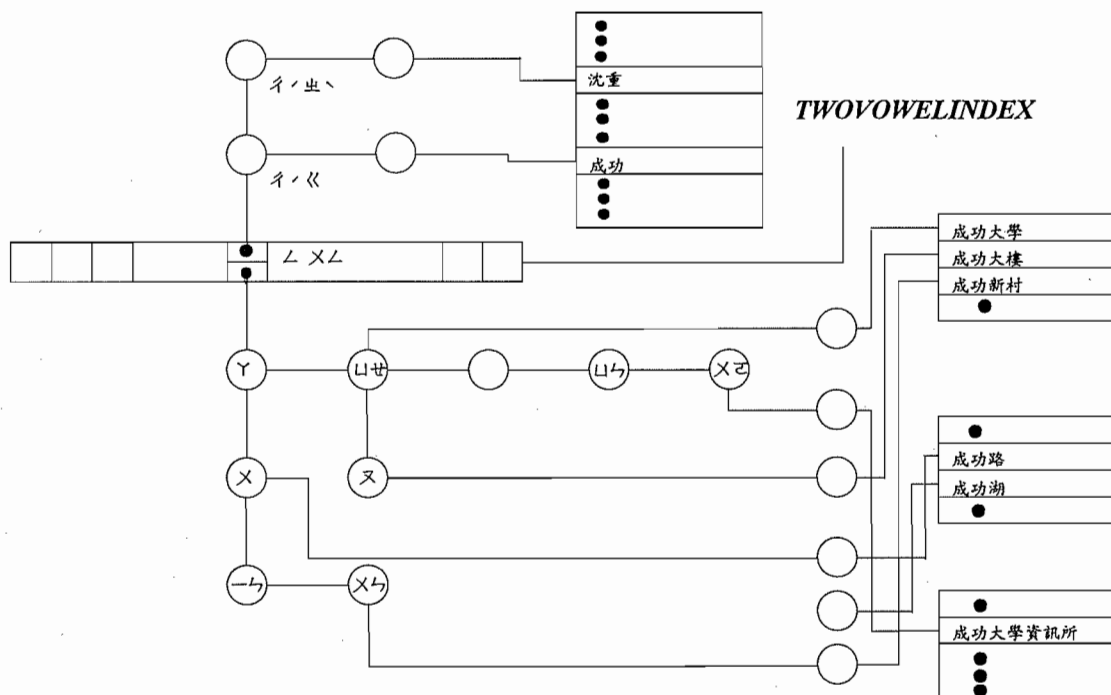 沈重
ㄔˊㄓˋ
TWOVOWELINDEX
成功
ㄔˊㄍ
成功大學
ㄥ ㄨㄥ
成功大樓
成功新村
ㄚ
ㄩㄝ
ㄩㄣ
ㄨㄛ
成功路
ㄨ
ㄡ
成功湖
ㄧㄣ
ㄨㄣ
成功大學資訊所